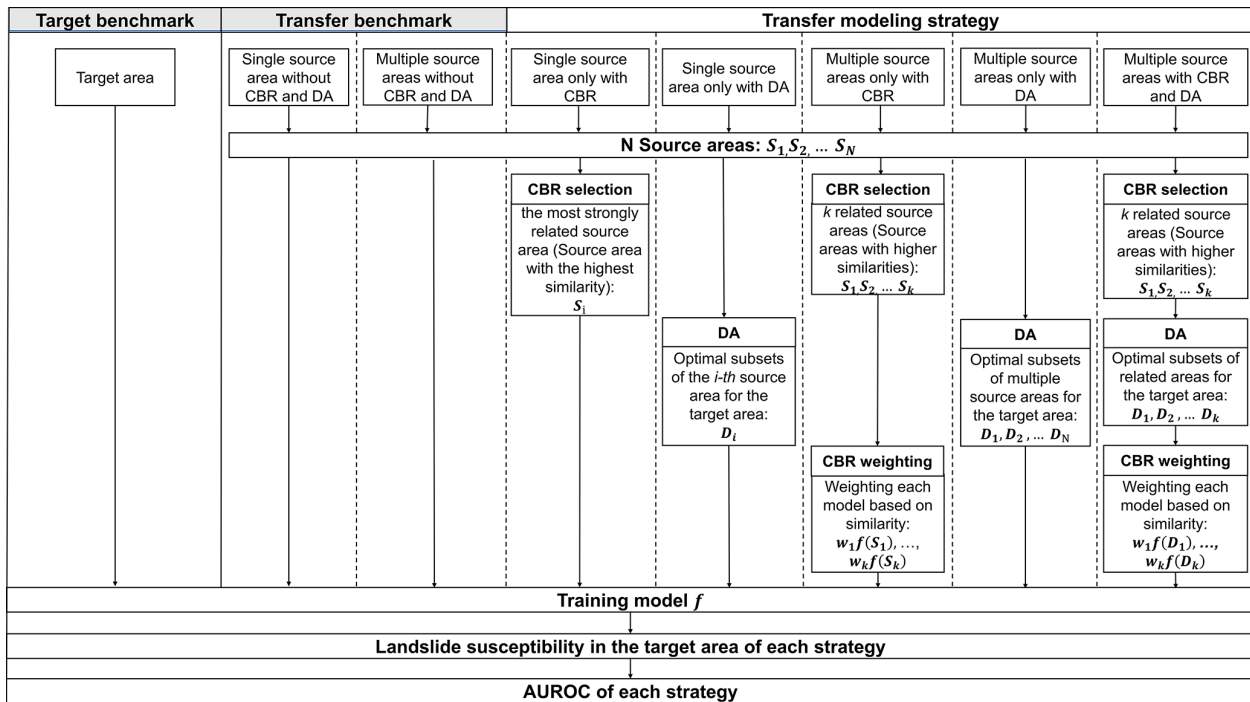 Target benchmark
Transfer benchmark
Transfer modeling strategy
Target area
Single source
area without
CBR and DA
Multiple source
areas without
CBR and DA
Single source
area only with
CBR
Single source
area only with DA
Multiple source
areas only with
CBR
Multiple source
areas only with
DA
Multiple source
areas with CBR
and DA
N Source areas: S1,S2, ... SN
CBR selection
the most strongly
related source
area (Source area
with the highest
similarity):
Si
DA
Optimal subsets
of the i-th source
area for the
target area:
Di
CBR selection
k related source
areas (Source
areas with higher
similarities):
S1,S2, ... Sk
CBR weighting
Weighting each
model based on
similarity:
w1f(S1), ...,
wkf(Sk)
DA
Optimal subsets
of multiple
source areas for
the target area:
D1, D2 , ... DN
CBR selection
k related source
areas (Source
areas with higher
similarities):
S1,S2, ... Sk
DA
Optimal subsets of
related areas for
the target area:
D1, D2 , ... Dk
CBR weighting
Weighting each
model based on
similarity:
w1f(D1), ...,
wkf(Dk)
Training model f
Landslide susceptibility in the target area of each strategy
AUROC of each strategy